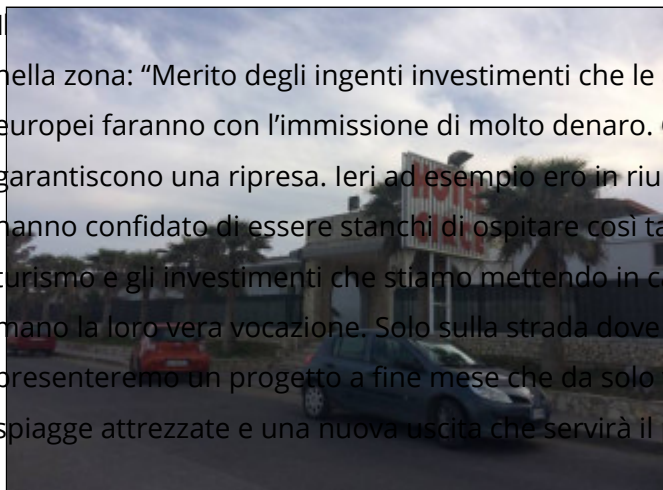 nella zona: “Merito degli ingenti investimenti che le
europei faranno con l’immissione di molto denaro.
garantiscono una ripresa. Ieri ad esempio ero in riu
hanno confidato di essere stanchi di ospitare così ta
turismo e gli investimenti che stiamo mettendo in ca
mano la loro vera vocazione. Solo sulla strada dove
presenteremo un progetto a fine mese che da solo
spiagge attrezzate e una nuova uscita che servirà il
HOTEL
CIRCE